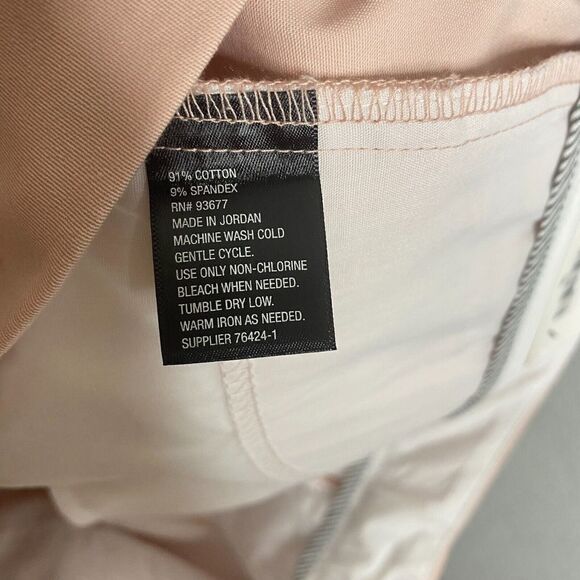 91% COTTON
9% SPANDEX
RN# 93677
MADE IN JORDAN
MACHINE WASH COLD
GENTLE CYCLE.
USE ONLY NON-CHLORINE
BLEACH WHEN NEEDED.
TUMBLE DRY LOW.
WARM IRON AS NEEDED.
SUPPLIER 76424-1